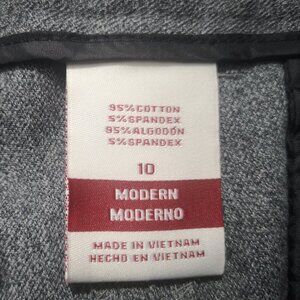 95% COTTON
5% SPANDEX
95% ALGODÓN
5% SPANDEX
10
MODERN
MODERNO
MADE IN VIETNAM
HECHO EN VIETNAM